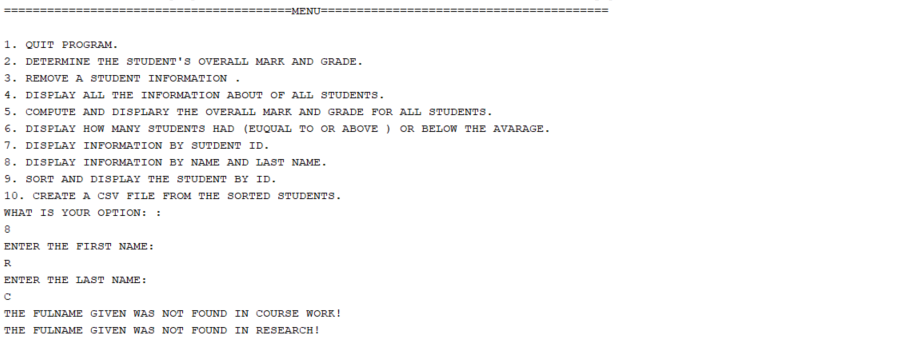 ========================================MENU========================================
1. QUIT PROGRAM.
2. DETERMINE THE STUDENT'S OVERALL MARK AND GRADE.
3. REMOVE A STUDENT INFORMATION .
4. DISPLAY ALL THE INFORMATION ABOUT OF ALL STUDENTS.
5. COMPUTE AND DISPLARY THE OVERALL MARK AND GRADE FOR ALL STUDENTS.
6. DISPLAY HOW MANY STUDENTS HAD (EUQUAL TO OR ABOVE ) OR BELOW THE AVARAGE.
7. DISPLAY INFORMATION BY SUTDENT ID.
8. DISPLAY INFORMATION BY NAME AND LAST NAME.
9. SORT AND DISPLAY THE STUDENT BY ID.
10. CREATE A CSV FILE FROM THE SORTED STUDENTS.
WHAT IS YOUR OPTION: :
8
ENTER THE FIRST NAME:
R
ENTER THE LAST NAME:
C
THE FULNAME GIVEN WAS NOT FOUND IN COURSE WORK!
THE FULNAME GIVEN WAS NOT FOUND IN RESEARCH!